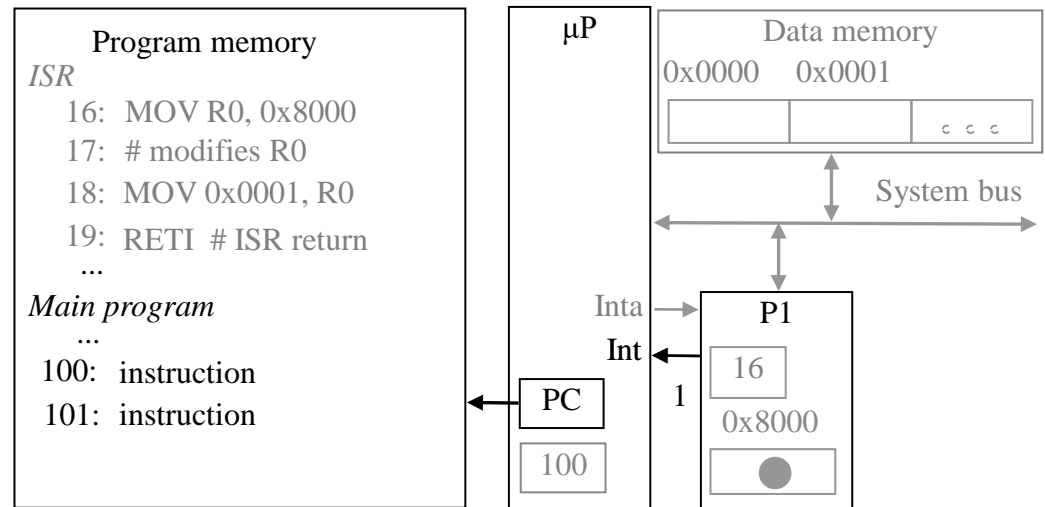 Program memory
ISR
16: MOV R0, 0x8000
17: # modifies R0
18: MOV 0x0001, R0
19: RETI # ISR return
...
Main program
...
100: instruction
101: instruction
μP
Inta
Int
PC
100
Data memory
0x0000 0x0001
c c c
System bus
P1
16
1
0x8000